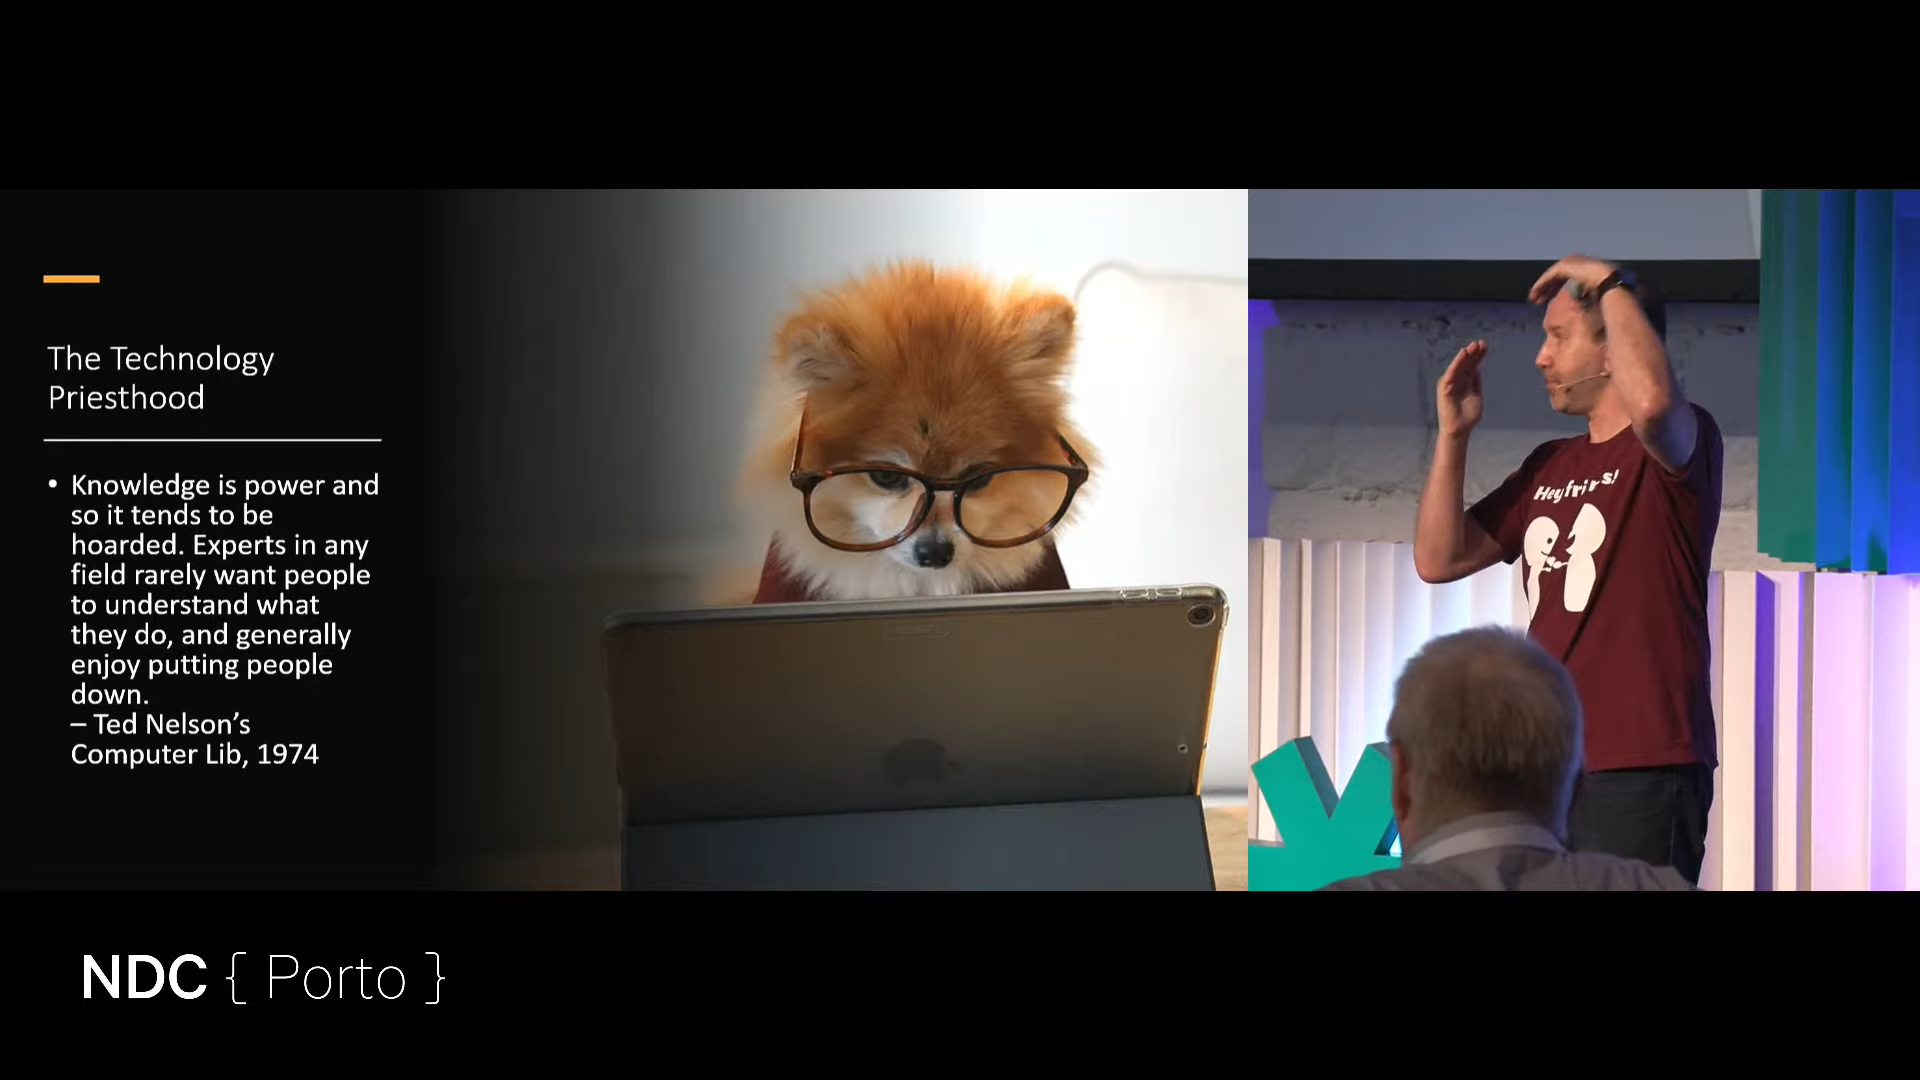 The Technology
Priesthood
• Knowledge is power and
so it tends to be
hoarded. Experts in any
field rarely want people
to understand what
they do, and generally
enjoy putting people
down.
– Ted Nelson’s
Computer Lib, 1974
NDC { Porto }